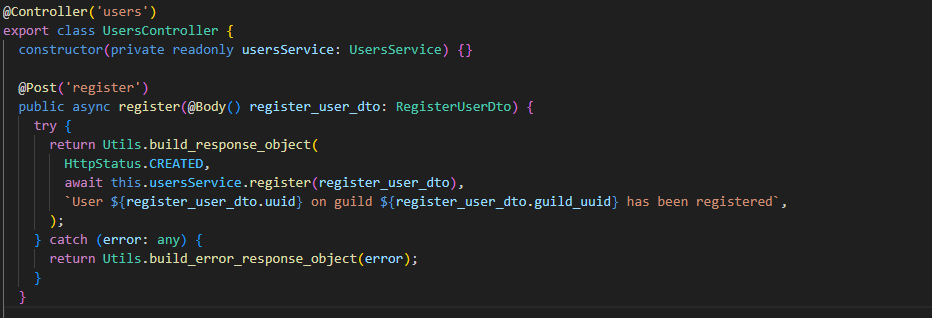 @Controller('users')
export class UsersController {
  constructor(private readonly usersService: UsersService) {}

  @Post('register')
  public async register(@Body() register_user_dto: RegisterUserDto) {
    try {
      return Utils.build_response_object(
        HttpStatus.CREATED,
        await this.usersService.register(register_user_dto),
        `User ${register_user_dto.uuid} on guild ${register_user_dto.guild_uuid} has been registered`,
      );
    } catch (error: any) {
      return Utils.build_error_response_object(error);
    }
  }